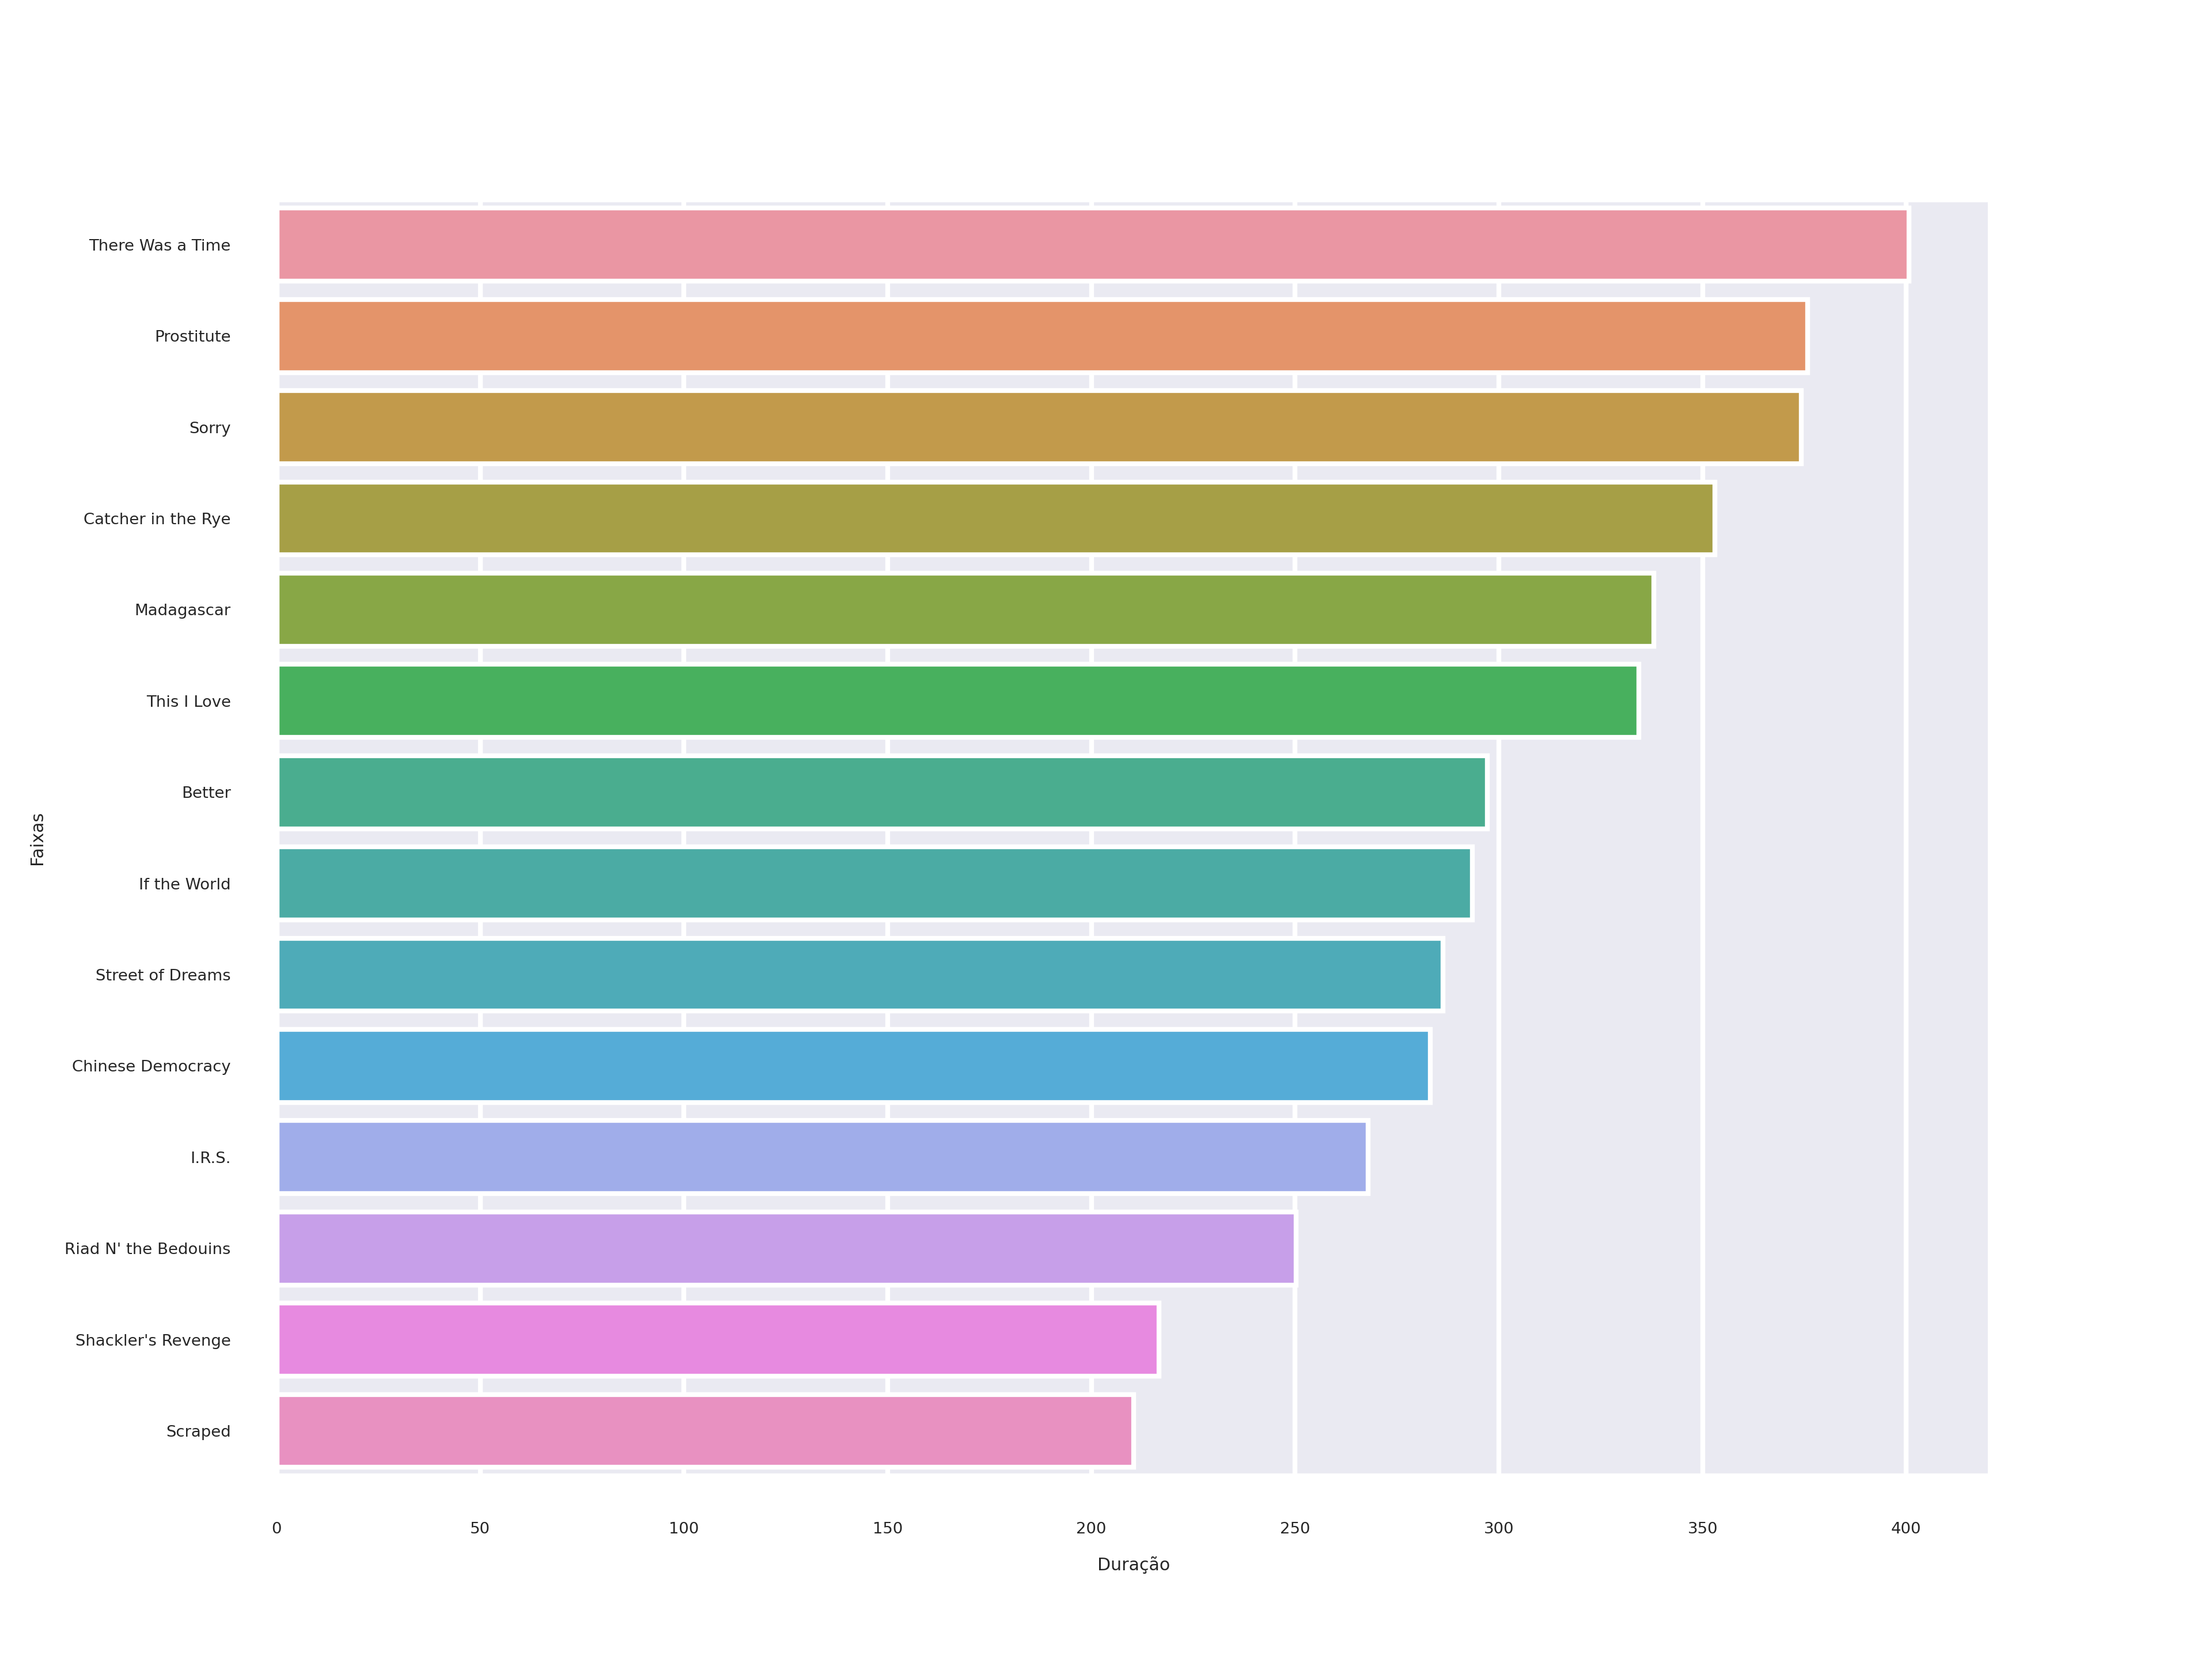 There Was a Time
Prostitute
Sorry
Catcher in the Rye
Madagascar
This I Love
Better
If the World
Street of Dreams
Chinese Democracy
I.R.S.
Riad N' the Bedouins
Shackler's Revenge
Scraped
Faixas
0 50 100 150 200 250 300 350 400
Duração